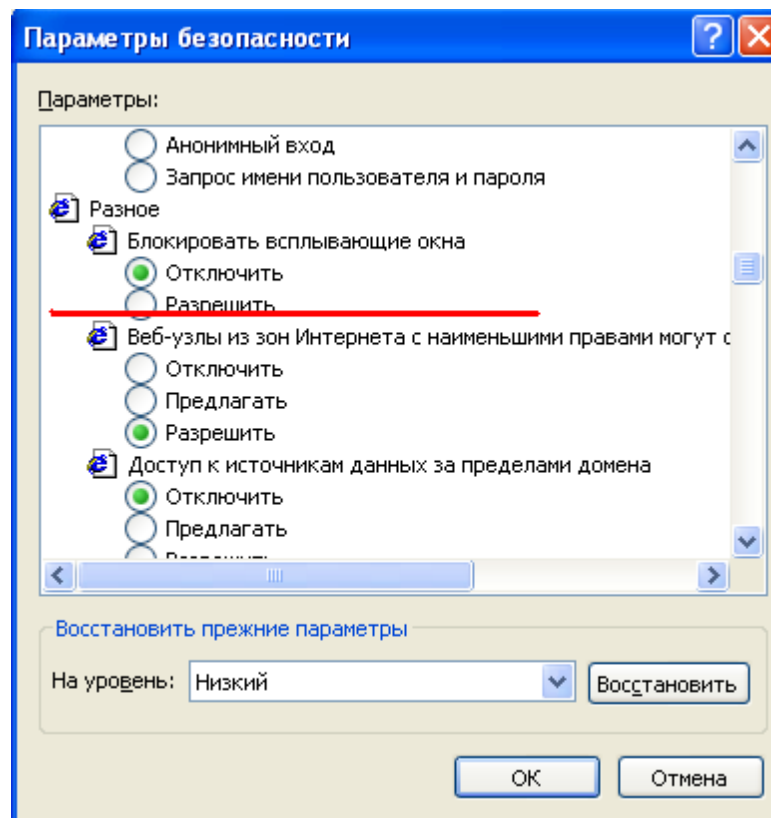 Параметры безопасности
Параметры:
Анонимный вход
Запрос имени пользователя и пароля
Разное
Блокировать всплывающие окна
Отключить
Разрешить
Веб-узлы из зон Интернета с наименьшими правами могут с
Отключить
Предлагать
Разрешить
Доступ к источникам данных за пределами домена
Отключить
Предлагать
Восстановить прежние параметры
На уровень: Низкий Восстановить
ОК Отмена